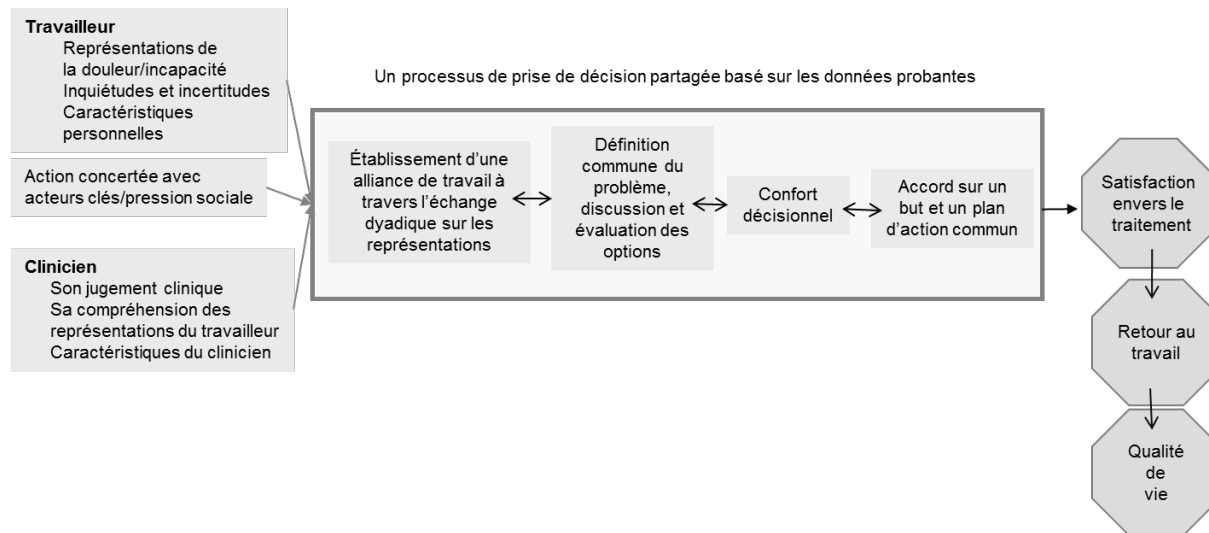 Travailleur
Représentations de
la douleur/incapacité
Inquiétudes et incertitudes
Caractéristiques
personnelles
Action concertée avec
acteurs clés/pression sociale
Clinicien
Son jugement clinique
Sa compréhension des
représentations du travailleur
Caractéristiques du clinicien
Un processus de prise de décision partagée basé sur les données probantes
Établissement d’une
alliance de travail à
travers l’échange
dyadique sur les
représentations
Définition
commune du
problème,
discussion et
évaluation des
options
Confort
décisionnel
Accord sur un
but et un plan
d’action commun
Satisfaction
envers le
traitement
Retour au
travail
Qualité
de
vie